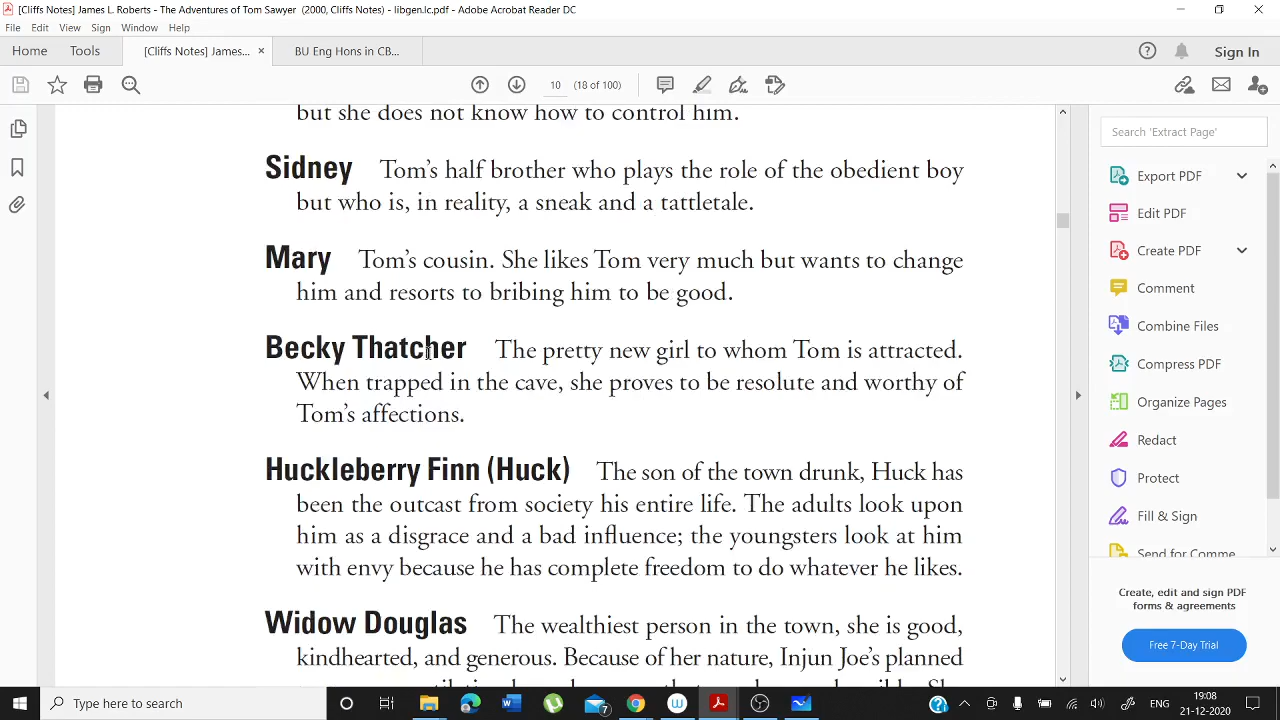 [Cliffs Notes] James L. Roberts - The Adventures of Tom Sawyer (2000, Cliffs Notes) - libgen.lc.pdf - Adobe Acrobat Reader DC
File Edit View Sign Window Help
Home Tools [Cliffs Notes] James... × BU Eng Hons in CB... Sign In
10 (18 of 100)
but she does not know how to control him.
Sidney Tom's half brother who plays the role of the obedient boy
but who is, in reality, a sneak and a tattletale.
Mary Tom's cousin. She likes Tom very much but wants to change
him and resorts to bribing him to be good.
Becky Thatcher The pretty new girl to whom Tom is attracted.
When trapped in the cave, she proves to be resolute and worthy of
Tom's affections.
Huckleberry Finn (Huck) The son of the town drunk, Huck has
been the outcast from society his entire life. The adults look upon
him as a disgrace and a bad influence; the youngsters look at him
with envy because he has complete freedom to do whatever he likes.
Widow Douglas The wealthiest person in the town, she is good,
kindhearted, and generous. Because of her nature, Injun Joe's planned
Search 'Extract Page'
Export PDF
Edit PDF
Create PDF
Comment
Combine Files
Compress PDF
Organize Pages
Redact
Protect
Fill & Sign
Send for Comme
Create, edit and sign PDF
forms & agreements
Free 7-Day Trial
Type here to search
19:08
21-12-2020